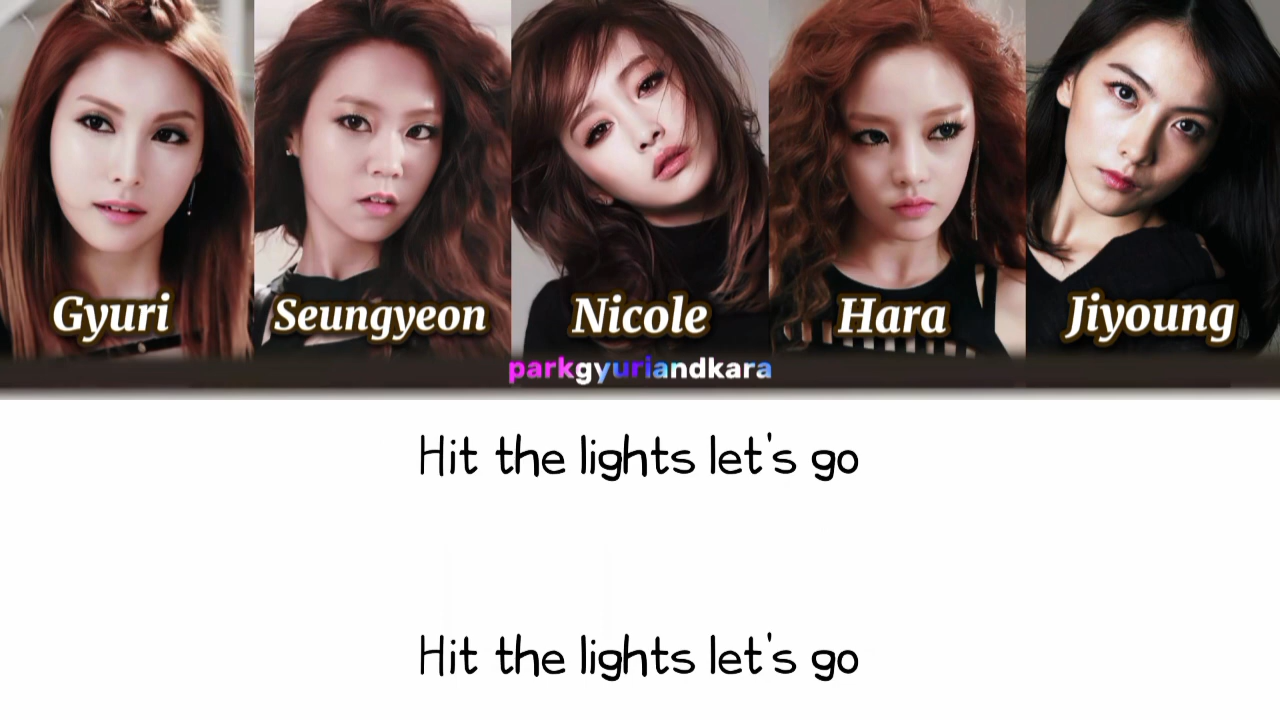 Gyuri Seungyeon Nicole Hara Jiyoung
parkgyuriandkara
Hit the lights let's go
Hit the lights let's go